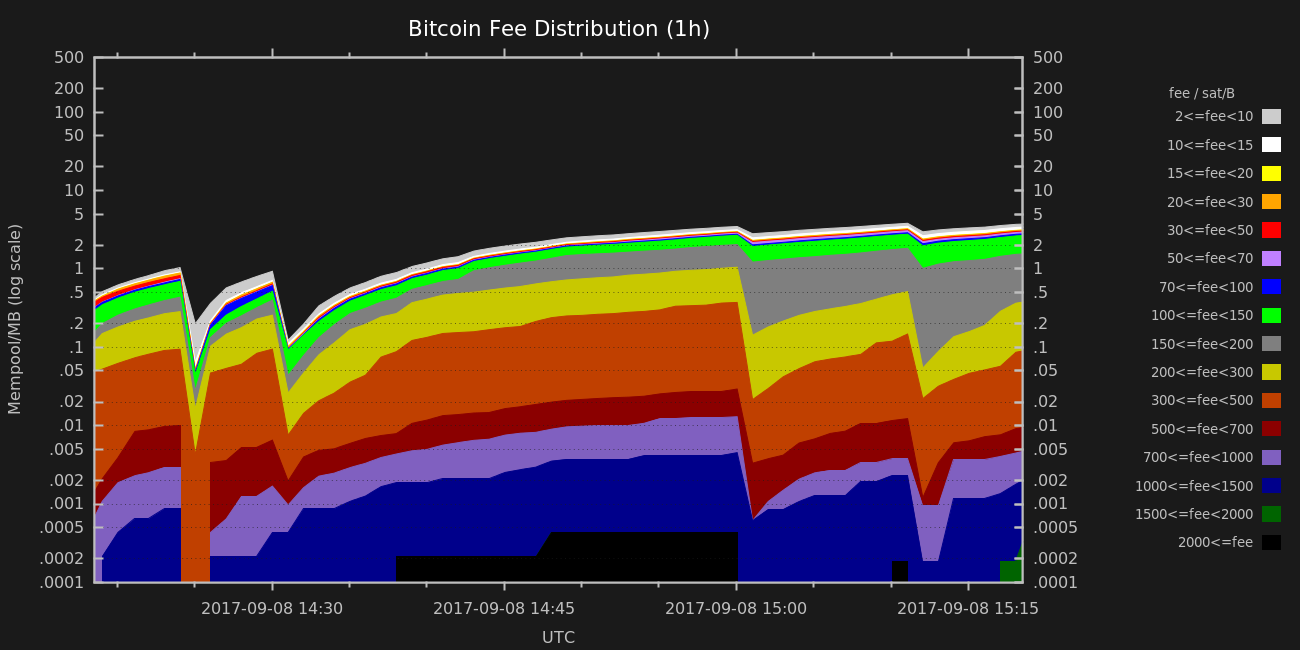 Bitcoin Fee Distribution (1h)
Mempool/MB (log scale)
500
200
100
50
20
10
5
2
1
.5
.2
.1
.05
.02
.01
.005
.002
.001
.0005
.0002
.0001
500
200
100
50
20
10
5
2
1
.5
.2
.1
.05
.02
.01
.005
.002
.001
.0005
.0002
.0001
fee / sat/B
2<=fee<10
10<=fee<15
15<=fee<20
20<=fee<30
30<=fee<50
50<=fee<70
70<=fee<100
100<=fee<150
150<=fee<200
200<=fee<300
300<=fee<500
500<=fee<700
700<=fee<1000
1000<=fee<1500
1500<=fee<2000
2000<=fee
2017-09-08 14:30 2017-09-08 14:45 2017-09-08 15:00 2017-09-08 15:15
UTC